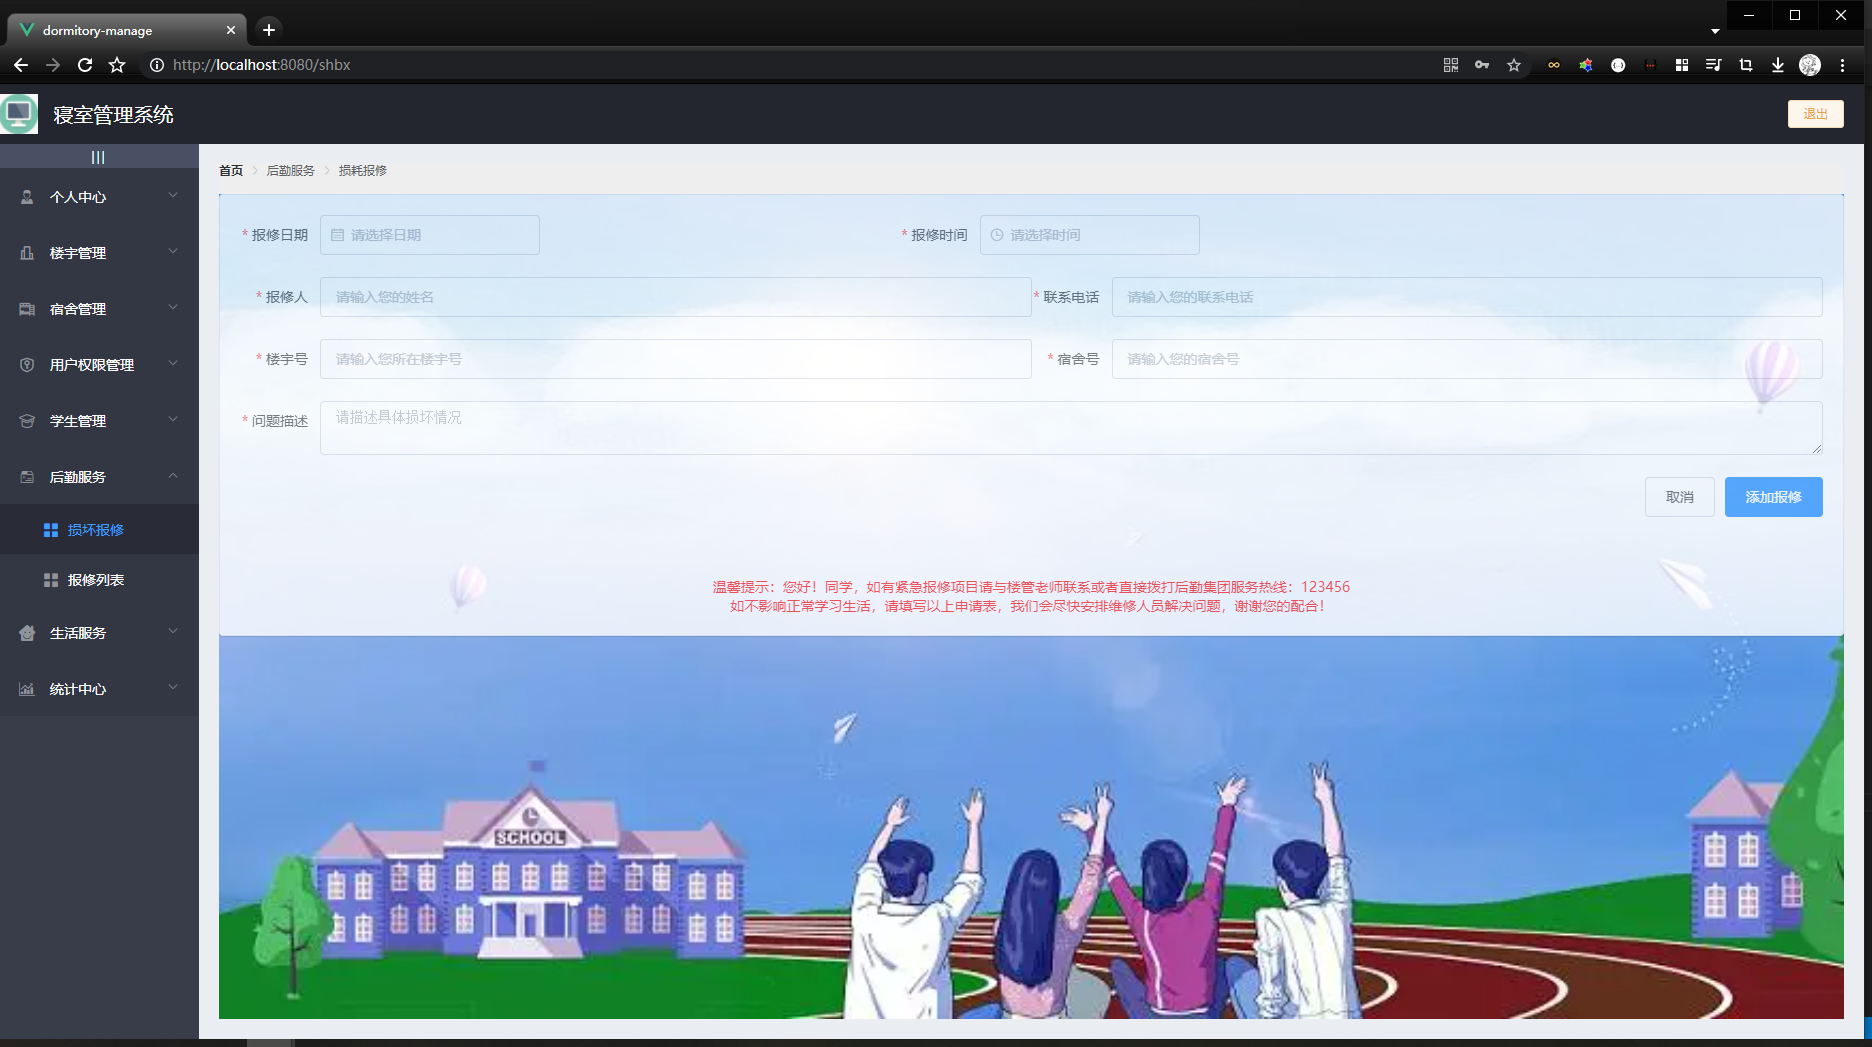 dormitory-manage
http://localhost:8080/shbx
寝室管理系统
退出
首页 后勤服务 损耗报修
个人中心
楼宇管理
宿舍管理
用户权限管理
学生管理
后勤服务
损坏报修
报修列表
生活服务
统计中心
* 报修日期 请选择日期 * 报修时间 请选择时间
* 报修人 请输入您的姓名 * 联系电话 请输入您的联系电话
* 楼宇号 请输入您所在楼宇号 * 宿舍号 请输入您的宿舍号
* 问题描述 请描述具体损坏情况
取消 添加报修
温馨提示：您好！同学，如有紧急报修项目请与楼管老师联系或者直接拨打后勤集团服务热线：123456
如不影响正常学习生活，请填写以上申请表，我们会尽快安排维修人员解决问题，谢谢您的配合！
SCHOOL